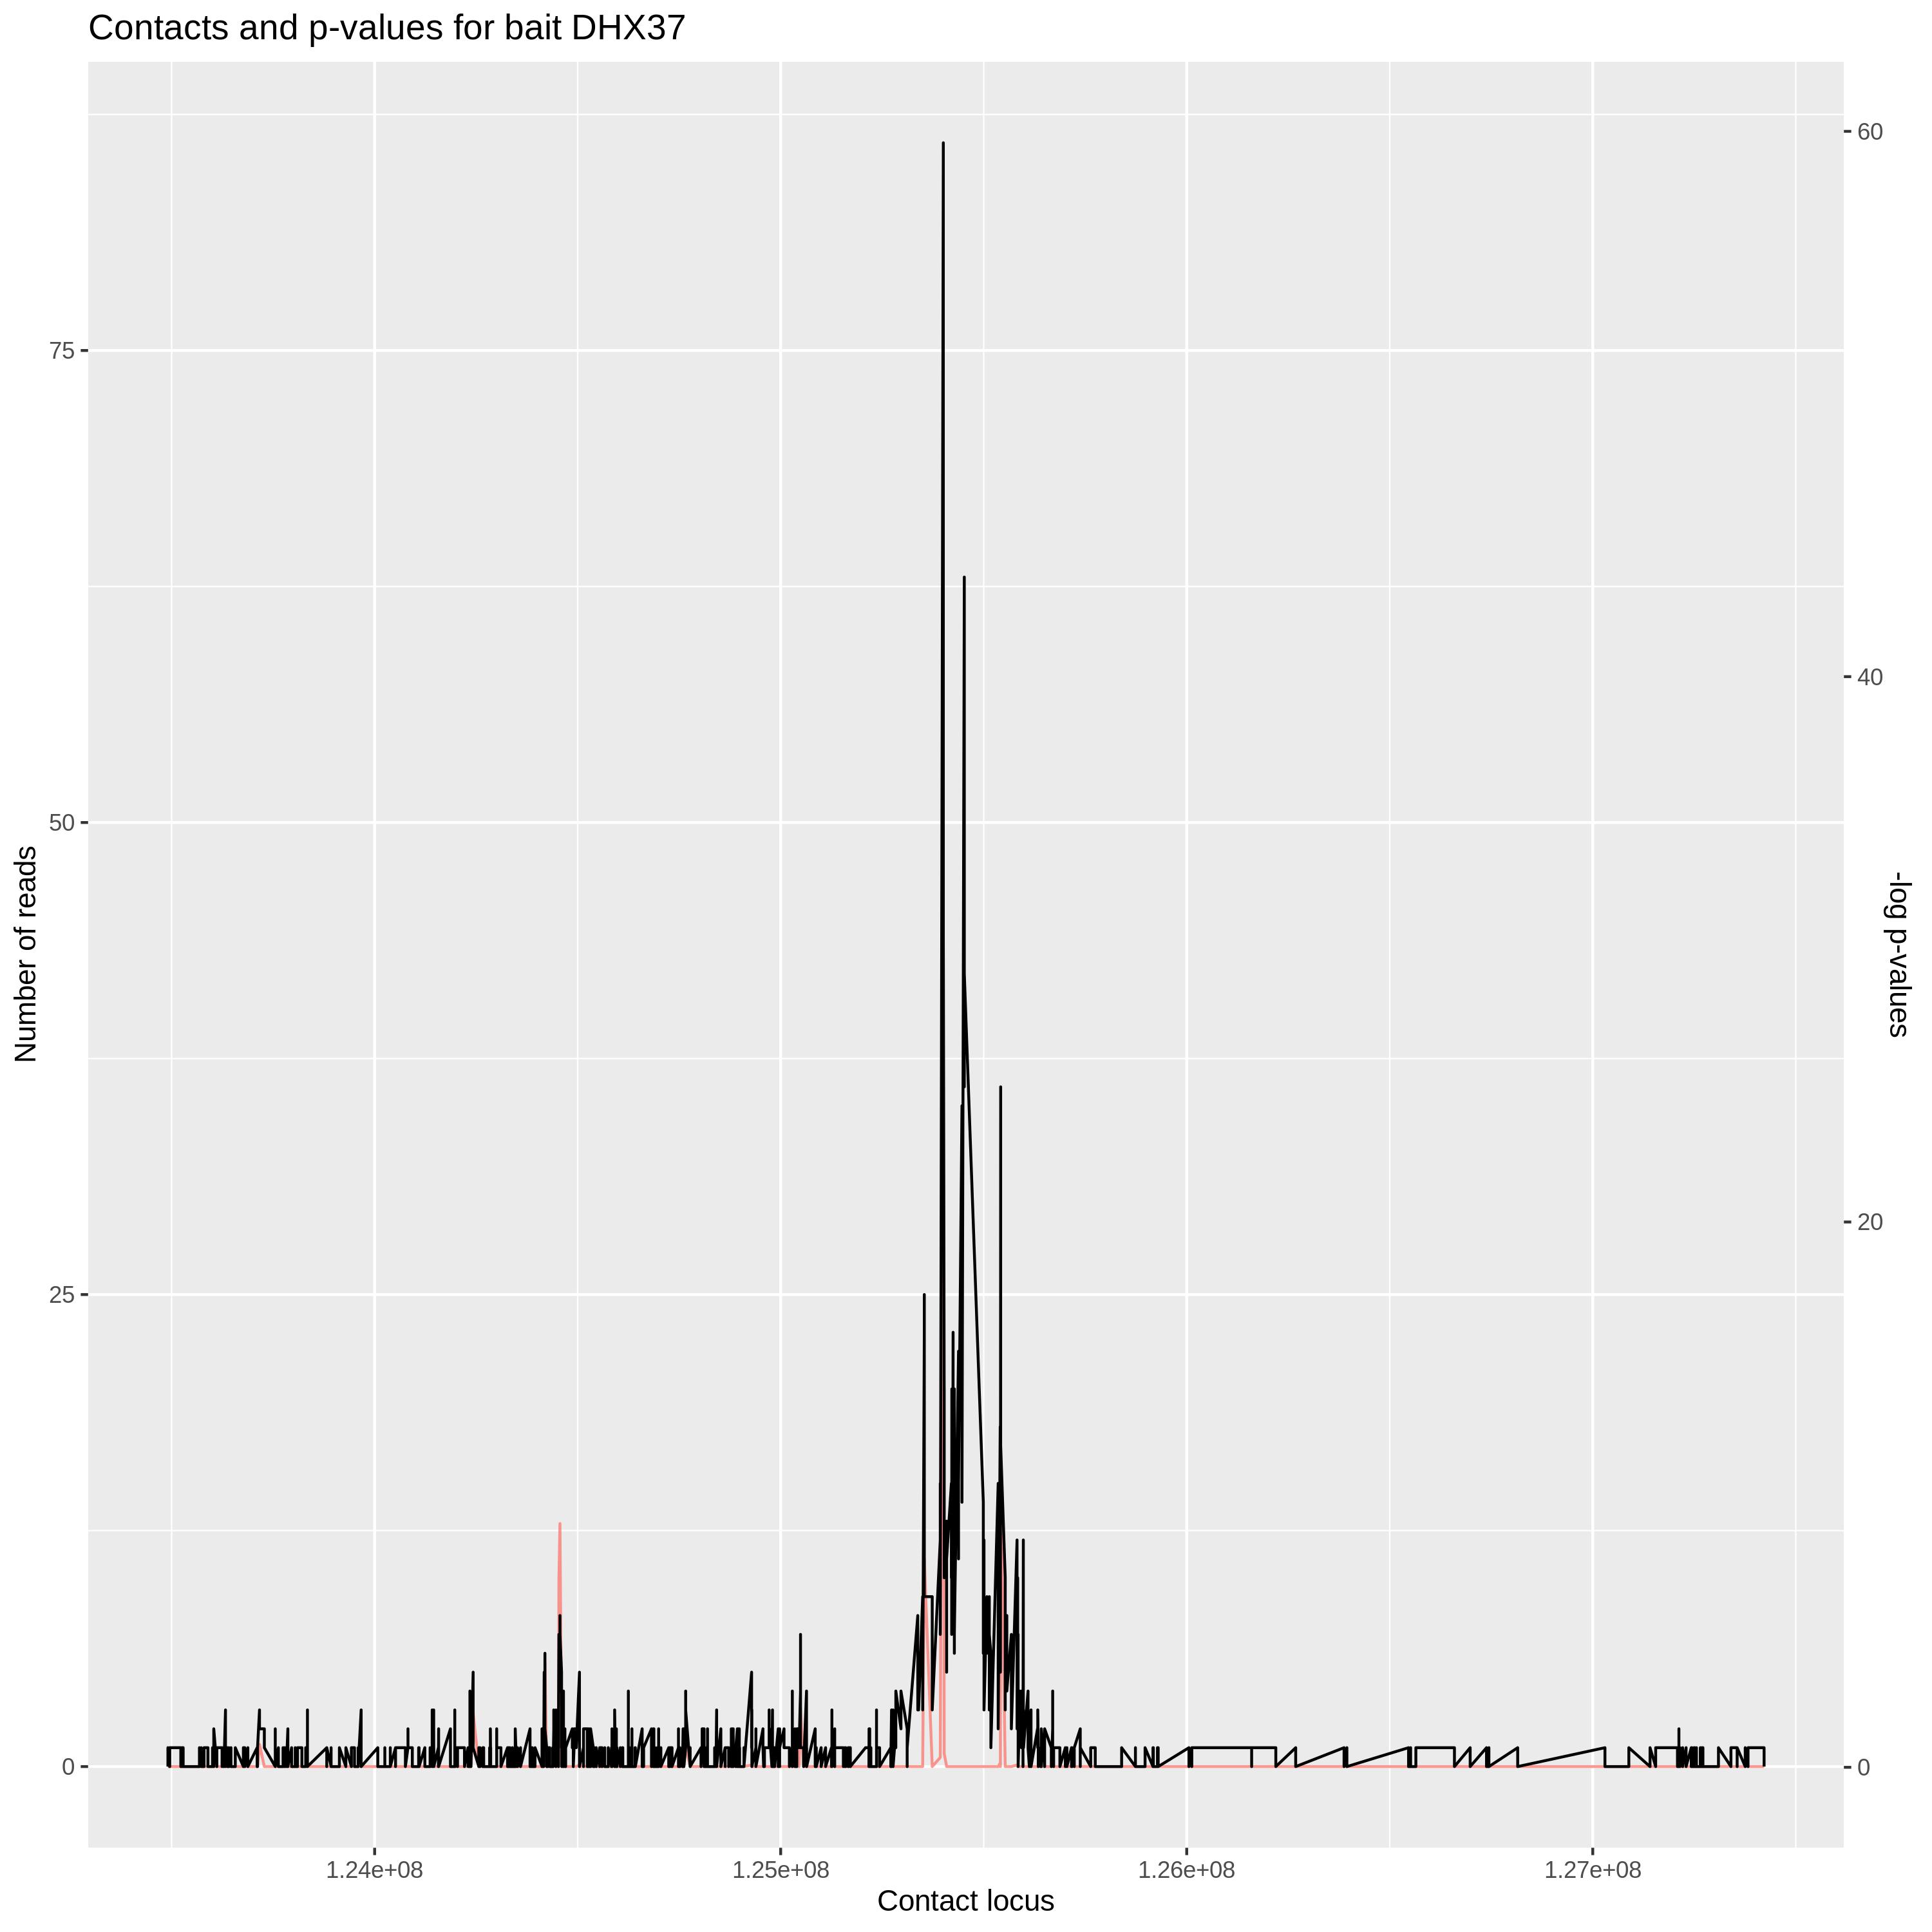 Contacts and p-values for bait DHX37
60
75
40
50
Number of reads
-log p-values
20
25
0
0
1.24e+08
1.25e+08
1.26e+08
1.27e+08
Contact locus